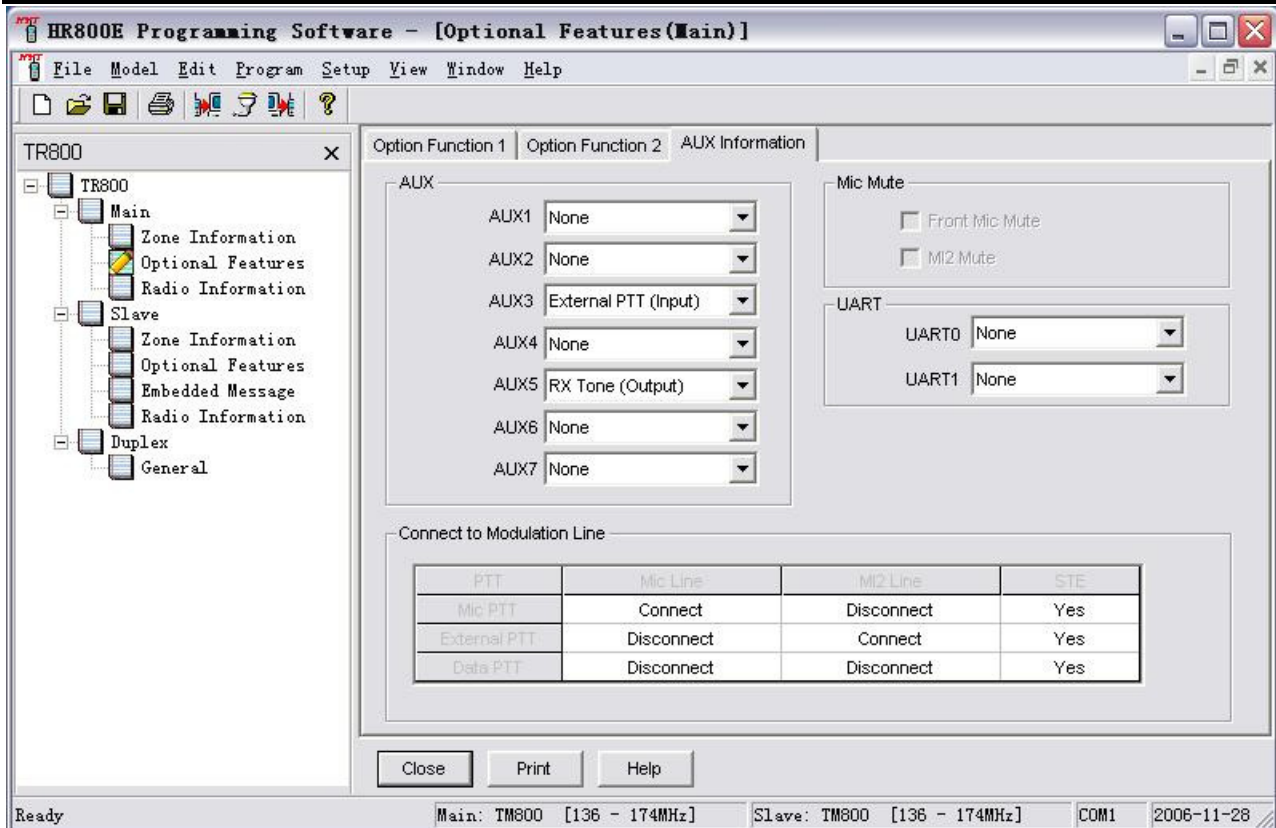 HYT HR800E Programming Software - [Optional Features(Main)]
HYT File Model Edit Program Setup View Window Help
TR800
TR800
Main
Zone Information
Optional Features
Radio Information
Slave
Zone Information
Optional Features
Embedded Message
Radio Information
Duplex
General
Option Function 1 Option Function 2 AUX Information
AUX
AUX1 None
AUX2 None
AUX3 External PTT (Input)
AUX4 None
AUX5 RX Tone (Output)
AUX6 None
AUX7 None
Mic Mute
Front Mic Mute
MI2 Mute
UART
UART0 None
UART1 None
Connect to Modulation Line
PTT Mic Line MI2 Line STE
Mic PTT Connect Disconnect Yes
External PTT Disconnect Connect Yes
Data PTT Disconnect Disconnect Yes
Close Print Help
Ready Main: TM800 [136 - 174MHz] Slave: TM800 [136 - 174MHz] COM1 2006-11-28